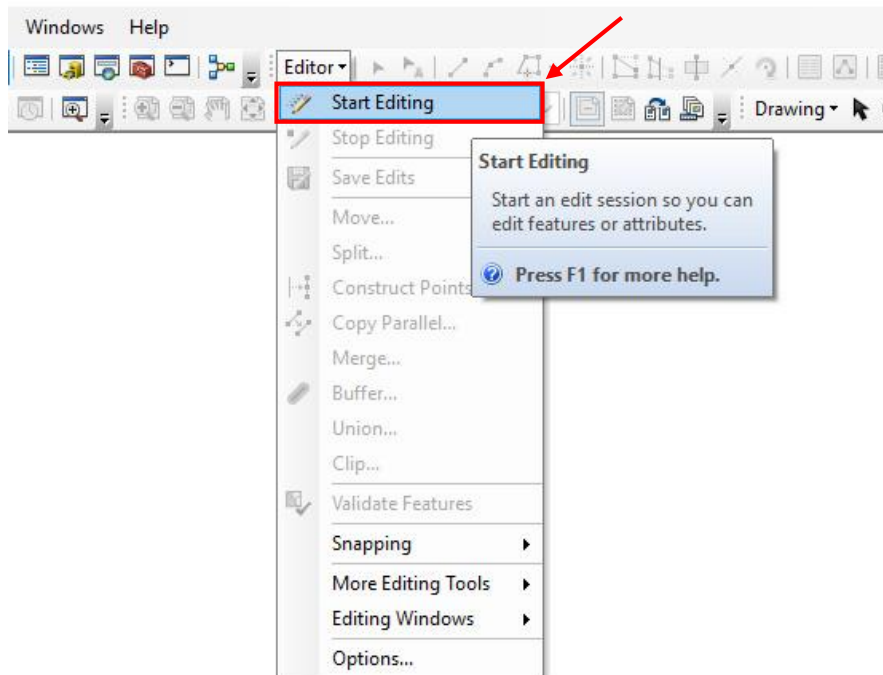 Windows Help
Editor
Drawing
Start Editing
Stop Editing
Save Edits
Move...
Split...
Construct Points
Copy Parallel...
Merge...
Buffer...
Union...
Clip...
Validate Features
Snapping
More Editing Tools
Editing Windows
Options...
Start Editing
Start an edit session so you can
edit features or attributes.
Press F1 for more help.